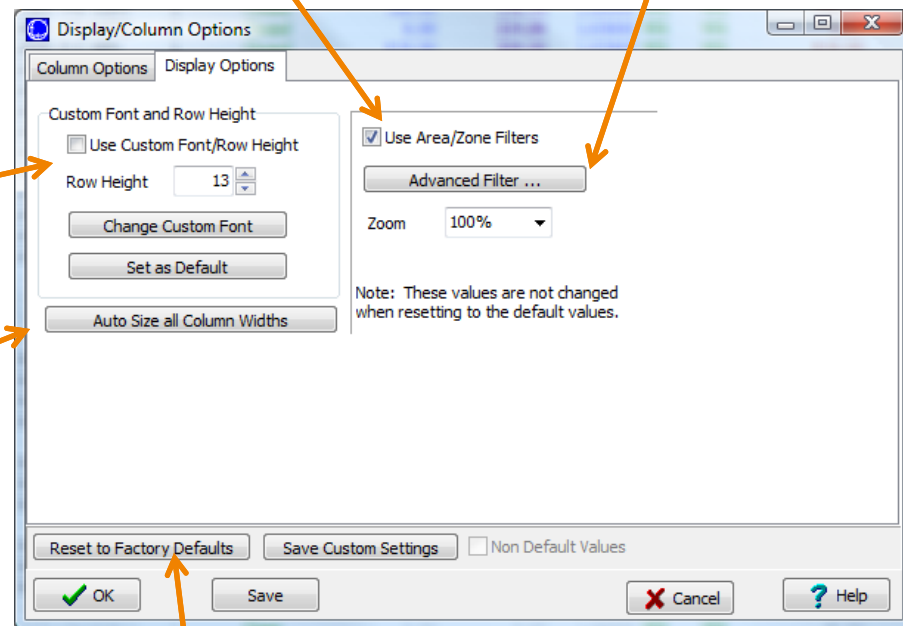 Display/Column Options
Column Options Display Options
Custom Font and Row Height
Use Custom Font/Row Height
Row Height 13
Change Custom Font
Set as Default
Auto Size all Column Widths
Use Area/Zone Filters
Advanced Filter ...
Zoom 100%
Note: These values are not changed
when resetting to the default values.
Reset to Factory Defaults Save Custom Settings Non Default Values
OK Save Cancel ? Help